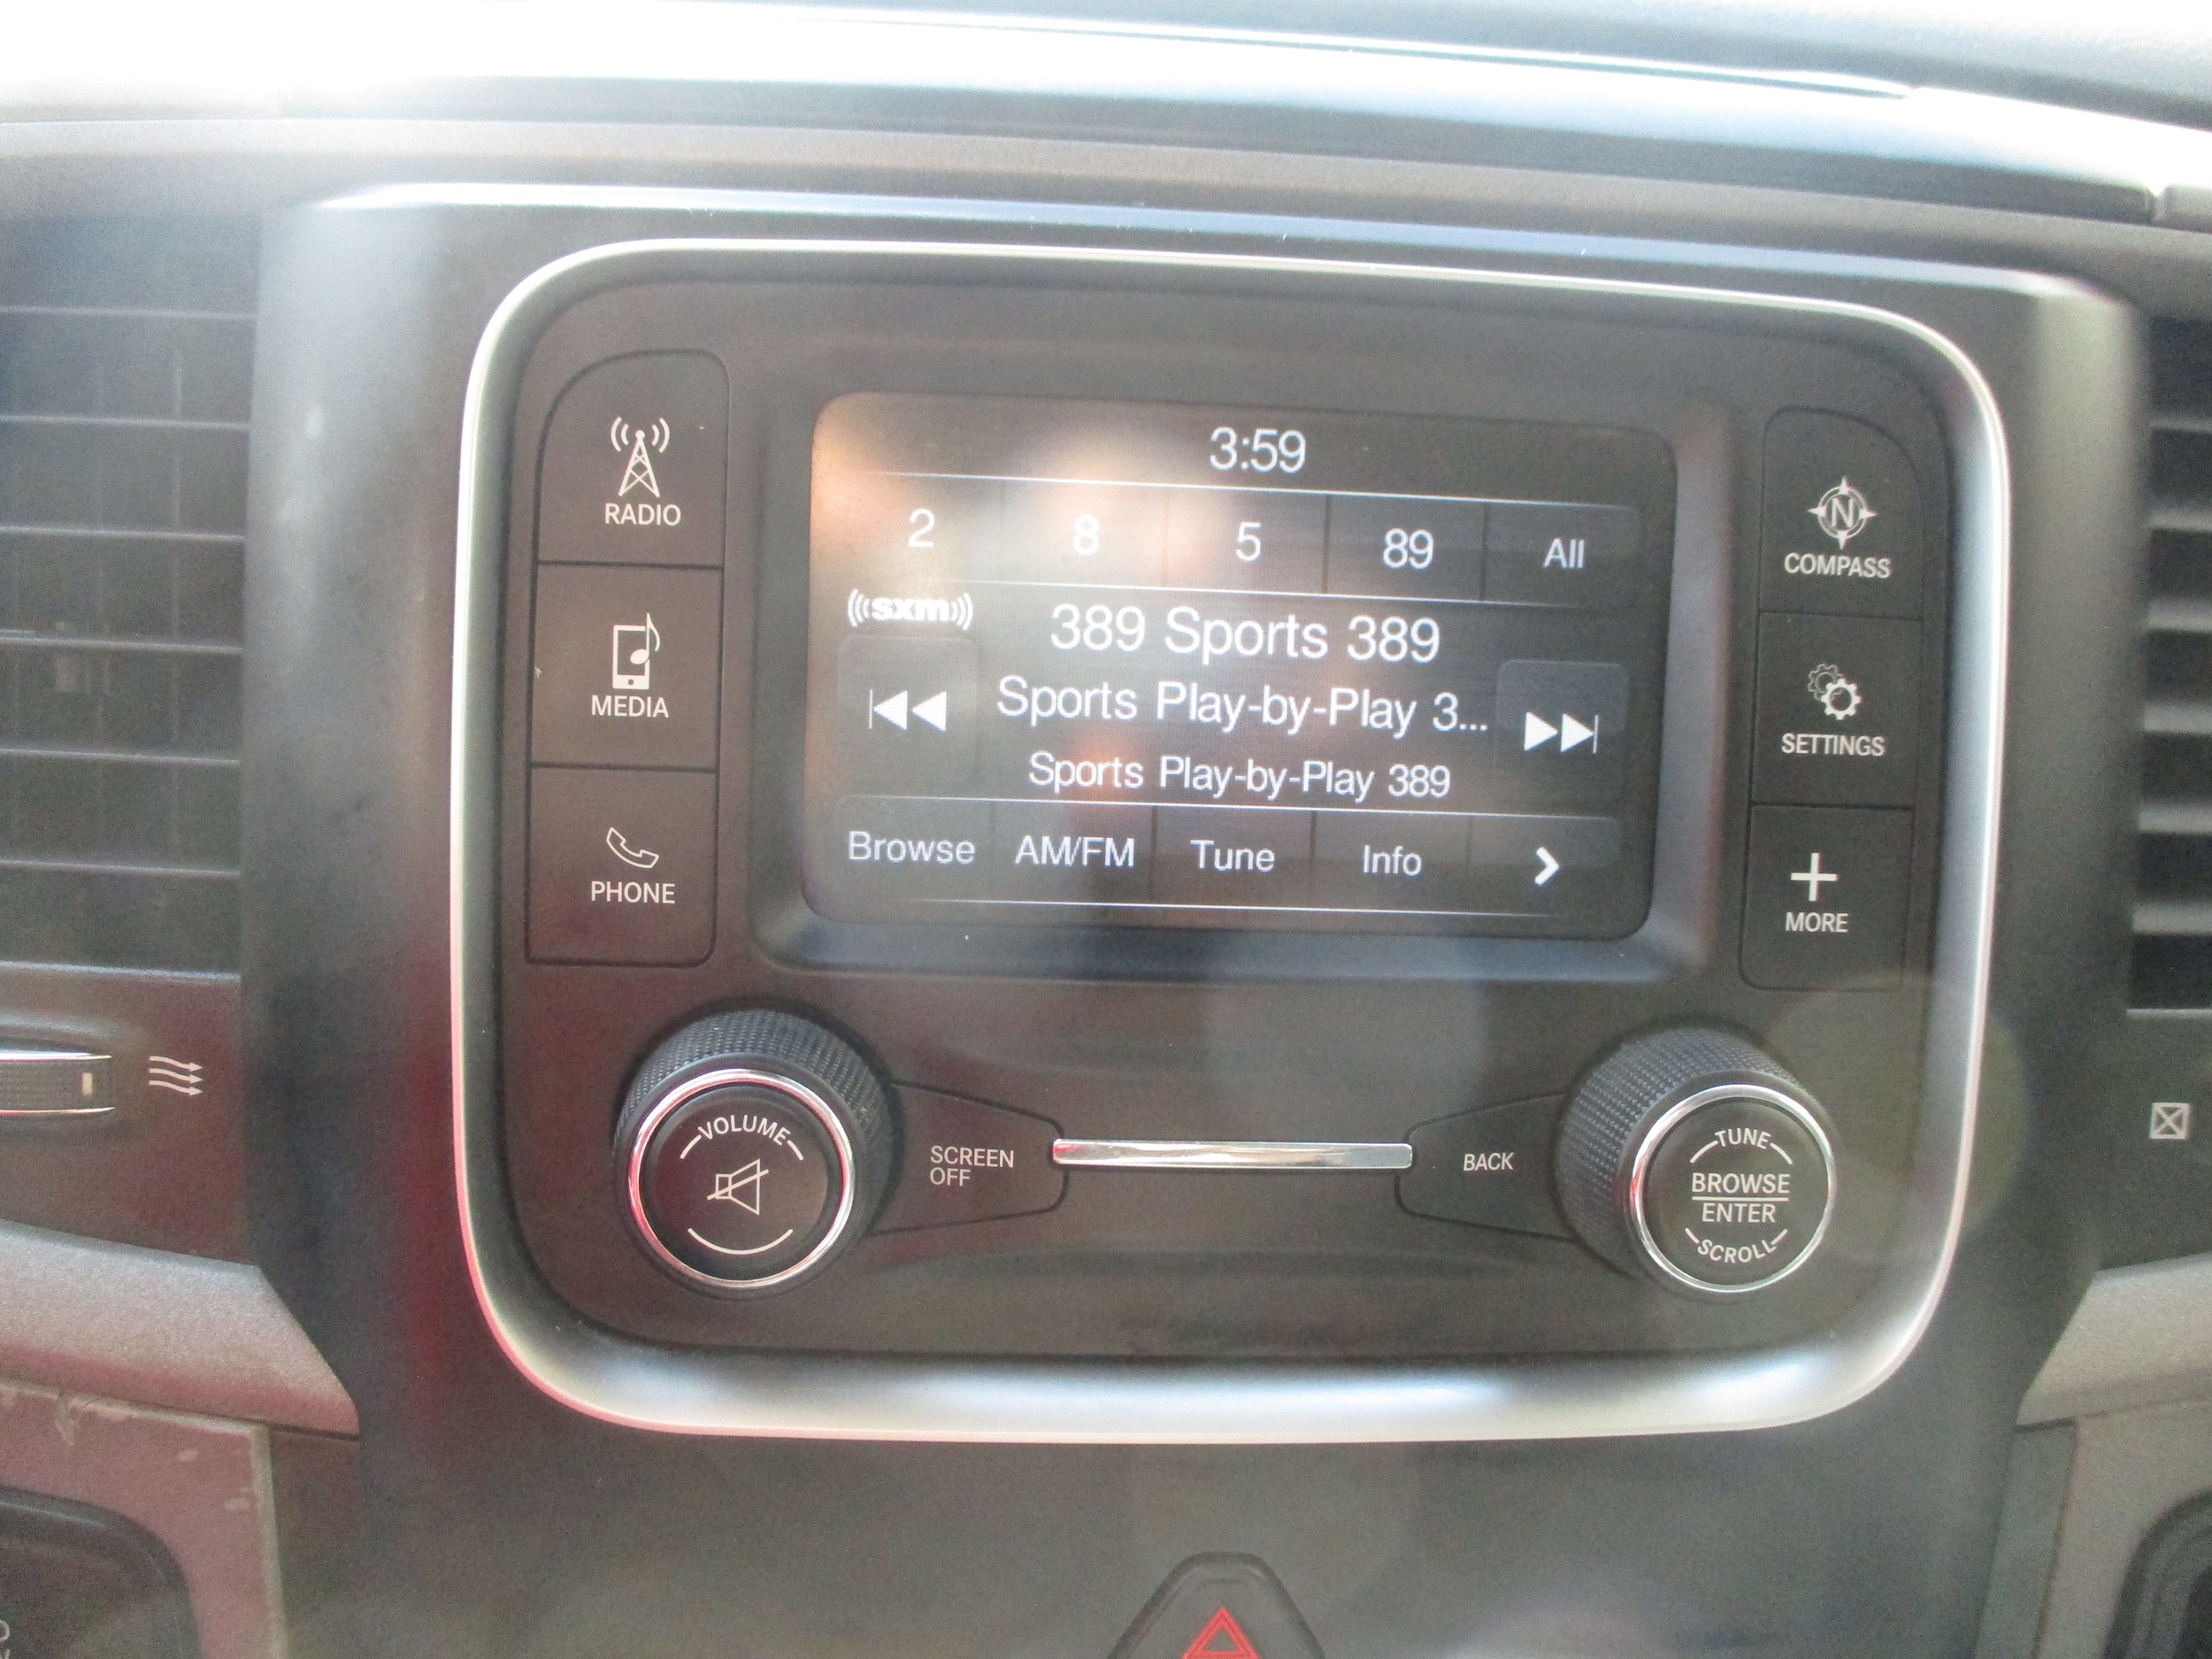 3:59
2 8 5 89 All
((sxm))
389 Sports 389
Sports Play-by-Play 3...
Sports Play-by-Play 389
Browse AM/FM Tune Info
RADIO
MEDIA
PHONE
N
COMPASS
SETTINGS
MORE
VOLUME
SCREEN
OFF
BACK
TUNE
BROWSE
ENTER
SCROLL